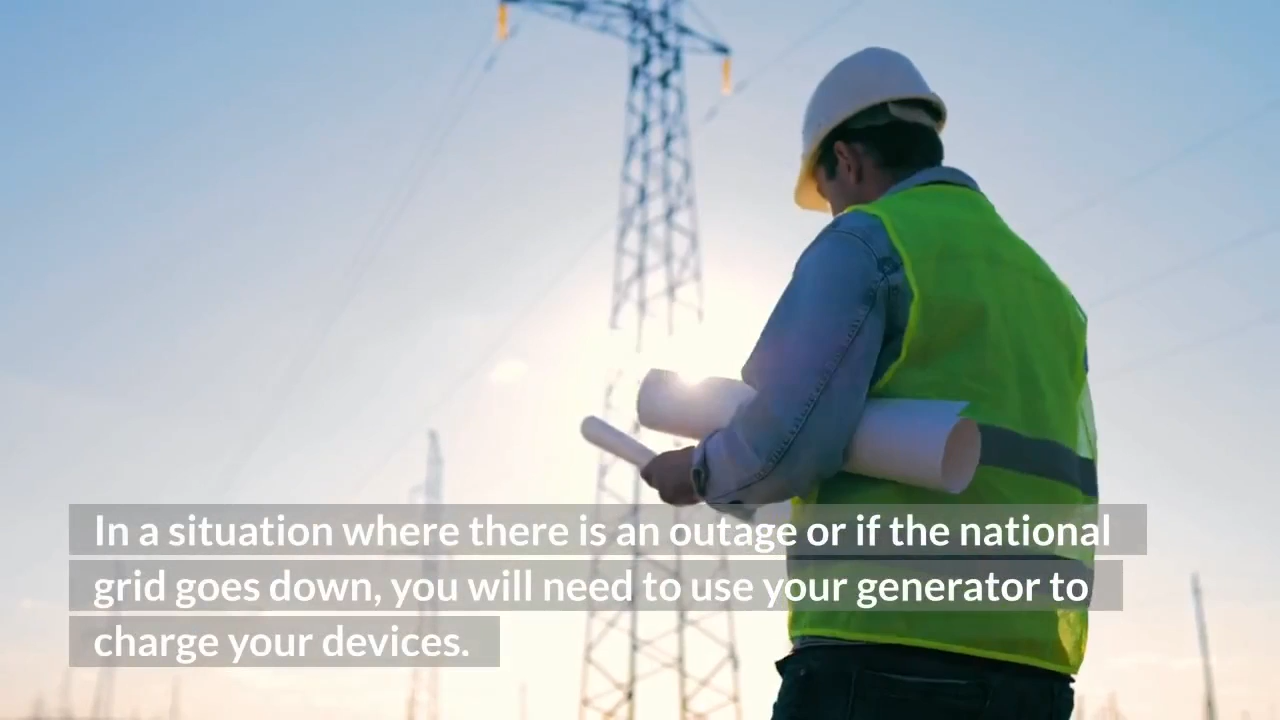 In a situation where there is an outage or if the national
grid goes down, you will need to use your generator to
charge your devices.